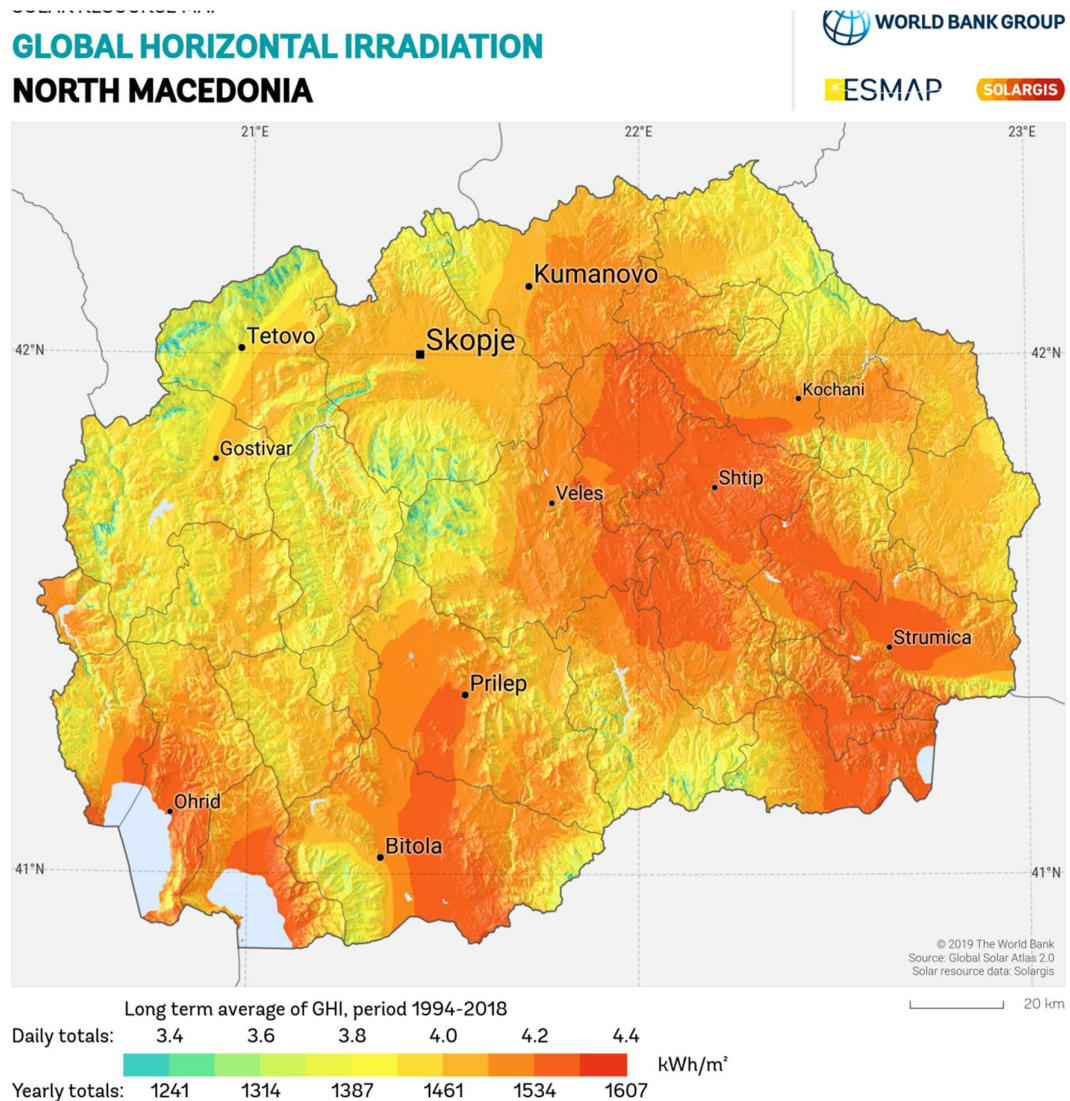 SOLAR RESOURCE MAP
GLOBAL HORIZONTAL IRRADIATION
NORTH MACEDONIA
WORLD BANK GROUP
ESMAP
SOLARGIS
21°E 22°E 23°E
Kumanovo
Tetovo
Skopje
42°N 42°N
Kochani
Gostivar
Shtip
Veles
Strumica
Prilep
Ohrid
Bitola
41°N 41°N
© 2019 The World Bank
Source: Global Solar Atlas 2.0
Solar resource data: Solargis
20 km
Long term average of GHI, period 1994-2018
Daily totals: 3.4 3.6 3.8 4.0 4.2 4.4
kWh/m²
Yearly totals: 1241 1314 1387 1461 1534 1607